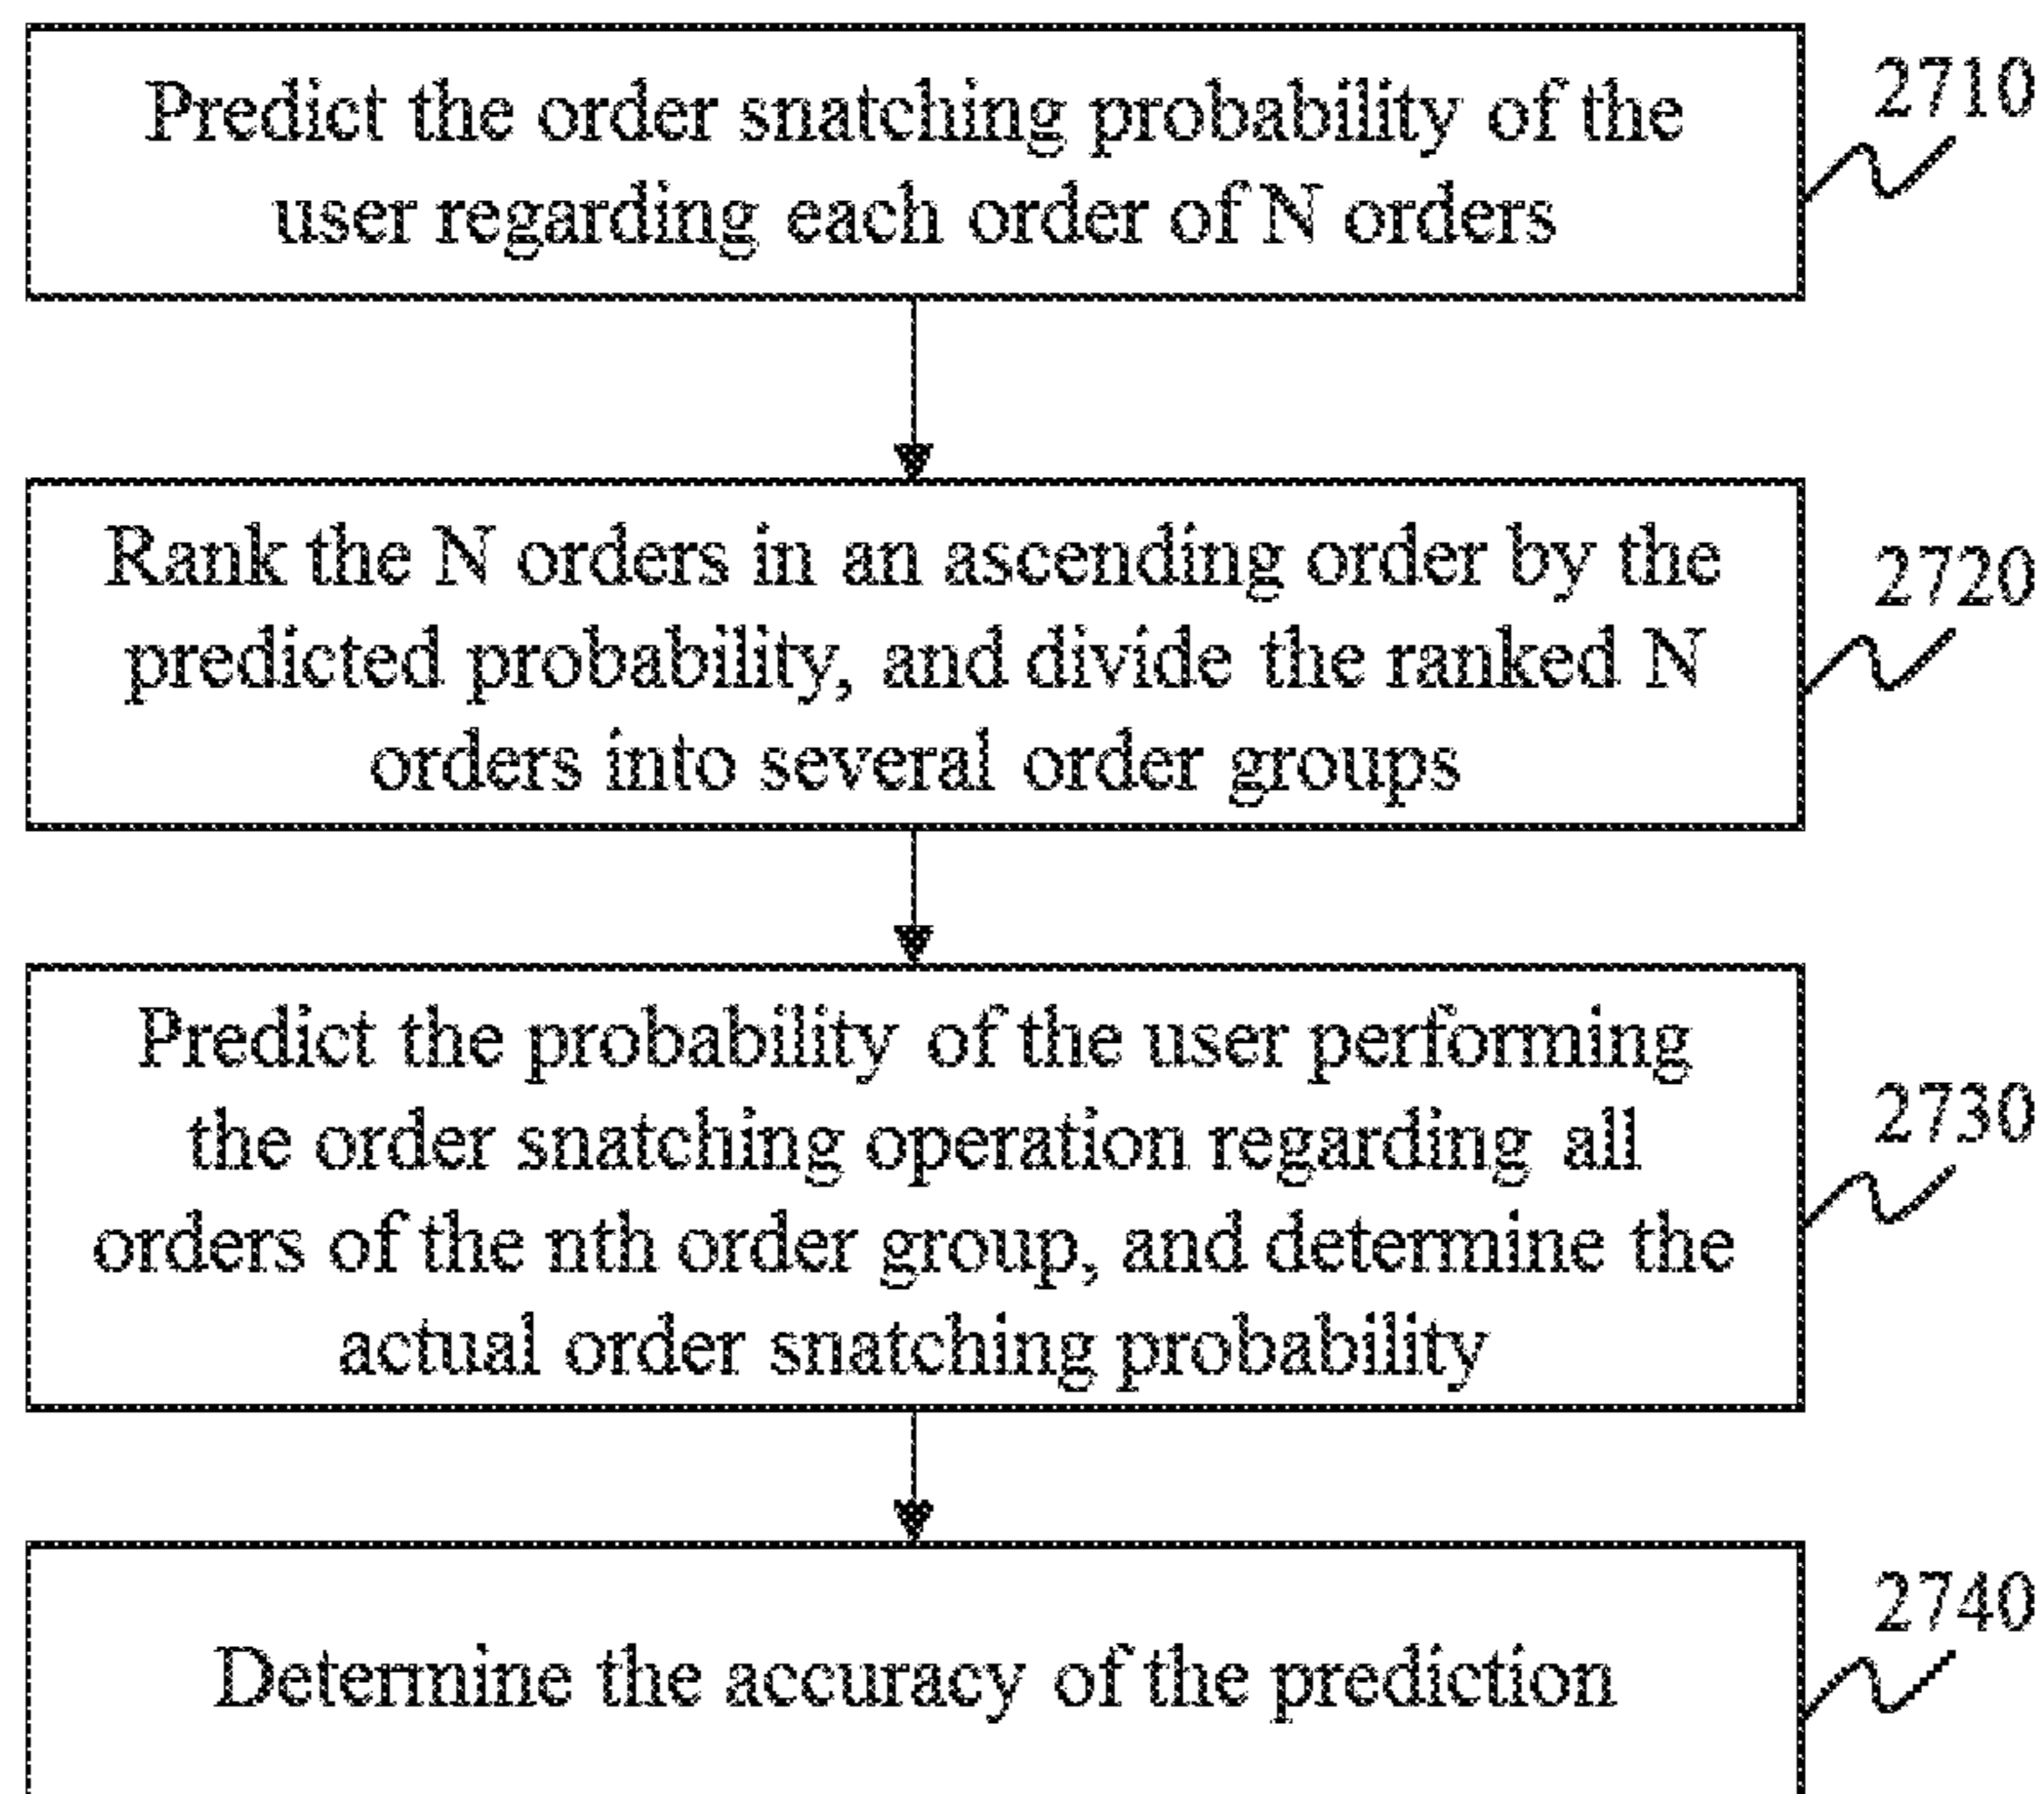 Predict the order snatching probability of the
user regarding each order of N orders
2710
Rank the N orders in an ascending order by the
predicted probability, and divide the ranked N
orders into several order groups
2720
Predict the probability of the user performing
the order snatching operation regarding all
orders of the nth order group, and determine the
actual order snatching probability
2730
Determine the accuracy of the prediction
2740